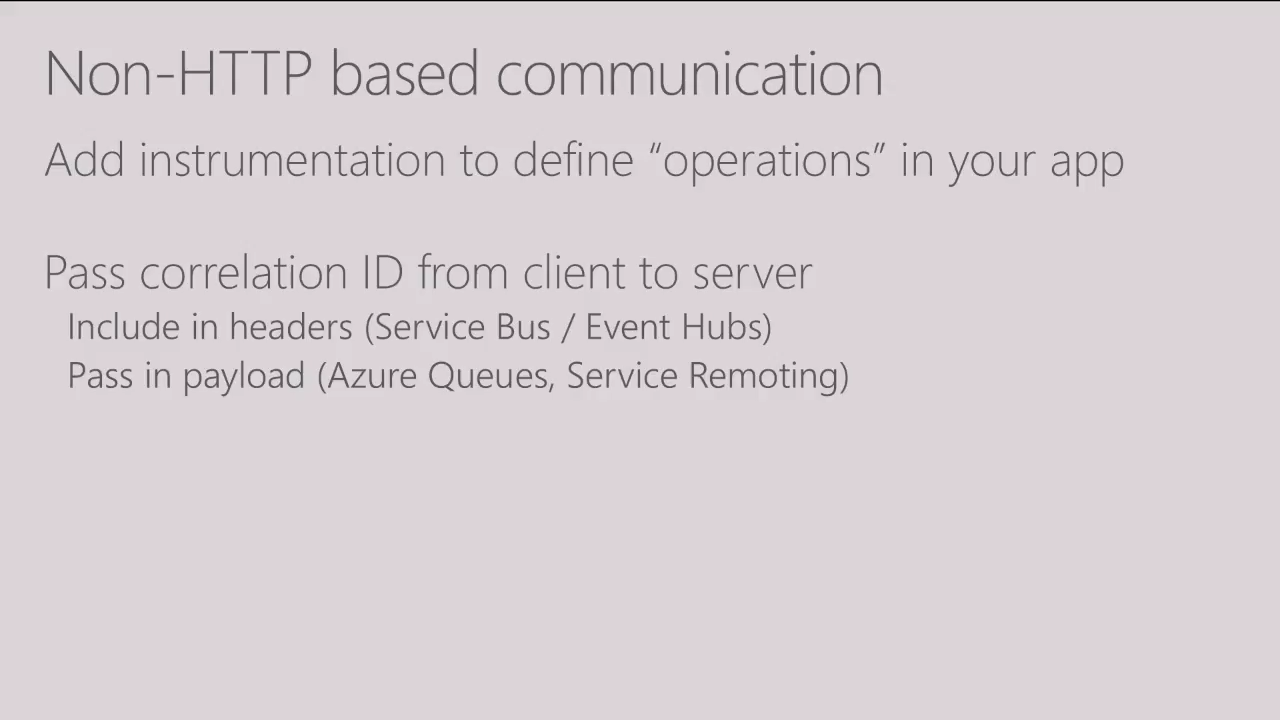 Non-HTTP based communication
Add instrumentation to define “operations” in your app
Pass correlation ID from client to server
Include in headers (Service Bus / Event Hubs)
Pass in payload (Azure Queues, Service Remoting)